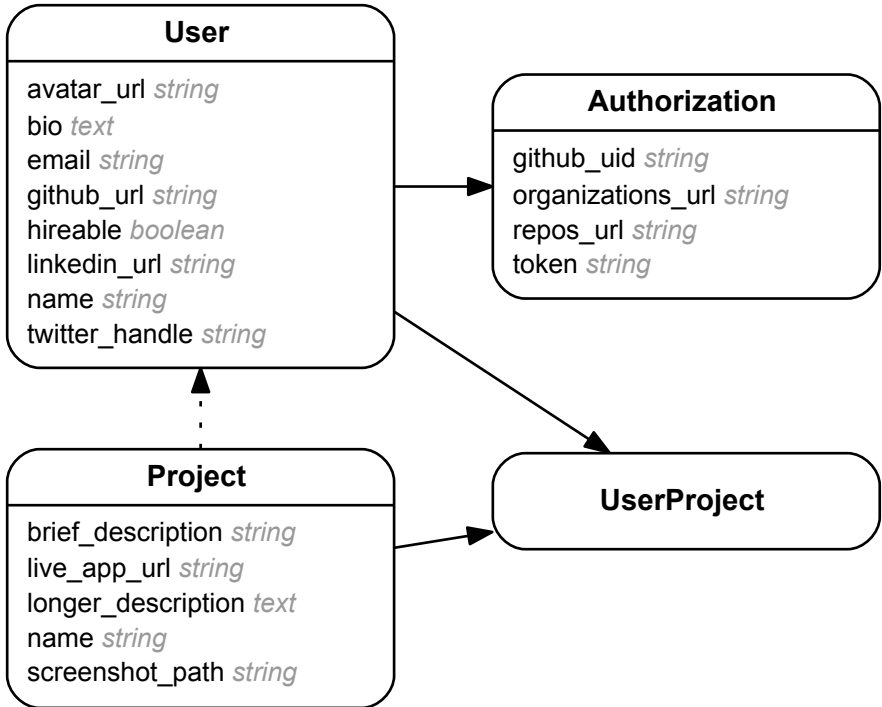 User
avatar_url string
bio text
email string
github_url string
hireable boolean
linkedin_url string
name string
twitter_handle string
Authorization
github_uid string
organizations_url string
repos_url string
token string
Project
brief_description string
live_app_url string
longer_description text
name string
screenshot_path string
UserProject